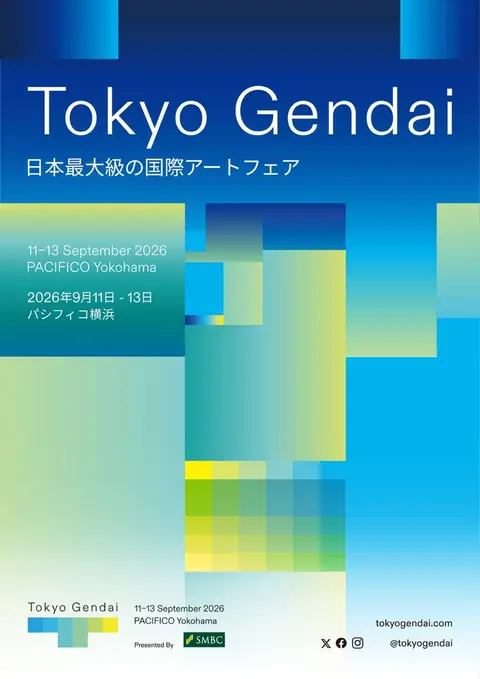 Tokyo Gendai
日本最大級の国際アートフェア
11–13 September 2026
PACIFICO Yokohama
2026年9月11日 - 13日
パシフィコ横浜
Tokyo Gendai
11–13 September 2026
PACIFICO Yokohama
Presented By SMBC
tokyogendai.com
@tokyogendai